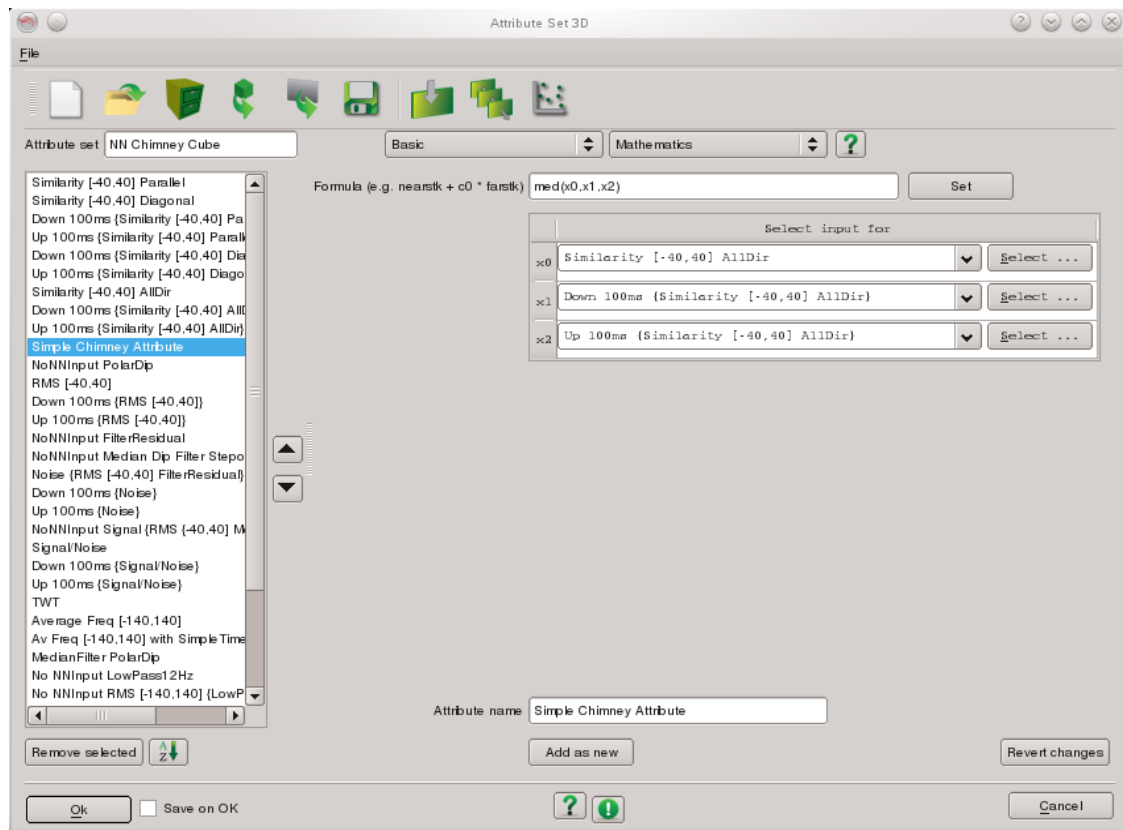 Attribute Set 3D
File
Attribute set NN Chimney Cube Basic Mathematics ?
Similarity [-40,40] Parallel
Similarity [-40,40] Diagonal
Down 100ms {Similarity [-40,40] Pa
Up 100ms {Similarity [-40,40] Parall
Down 100ms {Similarity [-40,40] Dia
Up 100ms {Similarity [-40,40] Diago
Similarity [-40,40] AllDir
Down 100ms {Similarity [-40,40] All
Up 100ms {Similarity [-40,40] AllDir}
Simple Chimney Attribute
NoNNInput PolarDip
RMS [-40,40]
Down 100ms {RMS [-40,40]}
Up 100ms {RMS [-40,40]}
NoNNInput FilterResidual
NoNNInput Median Dip Filter Stepo
Noise {RMS [-40,40] FilterResidual}
Down 100ms {Noise}
Up 100ms {Noise}
NoNNInput Signal {RMS {-40,40] M
Signal/Noise
Down 100ms {Signal/Noise}
Up 100ms {Signal/Noise}
TWT
Average Freq [-140,140]
Av Freq [-140,140] with SimpleTime
MedianFilter PolarDip
No NNInput LowPass12Hz
No NNInput RMS [-140,140] {LowP
Formula (e.g. nearstk + c0 * farstk) med(x0,x1,x2) Set
Select input for
x0 Similarity [-40,40] AllDir Select ...
x1 Down 100ms {Similarity [-40,40] AllDir} Select ...
x2 Up 100ms {Similarity [-40,40] AllDir} Select ...
Attribute name Simple Chimney Attribute
Remove selected A Z Add as new Revert changes
Ok Save on OK ? Cancel